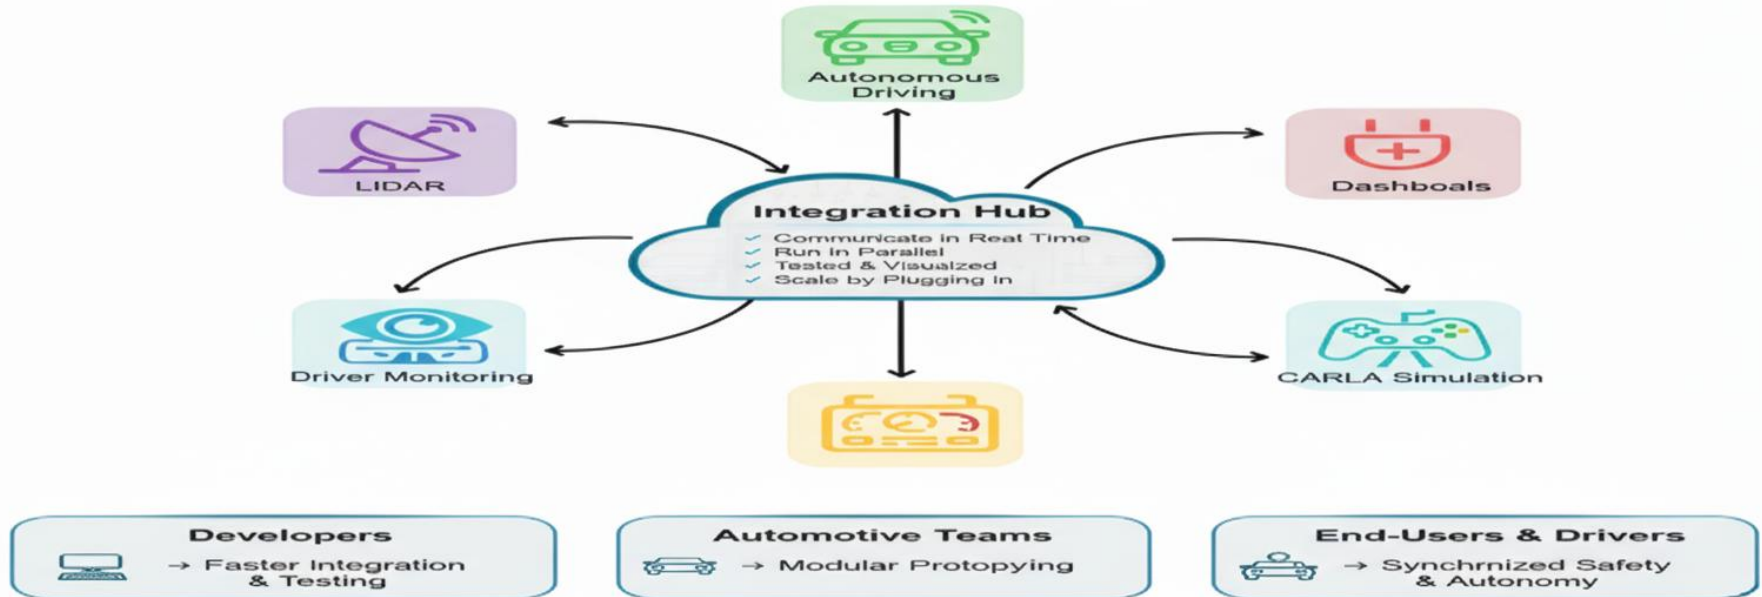 Autonomous
Driving
LIDAR
Dashboals
Integration Hub
✓ Communicate in Reat Time
✓ Run in Parallel
✓ Tested & Visualized
✓ Scale by Plugging in
Driver Monitoring
CARLA Simulation
Developers
→ Faster Integration
& Testing
Automotive Teams
→ Modular Protopying
End-Users & Drivers
→ Synchrnized Safety
& Autonomy